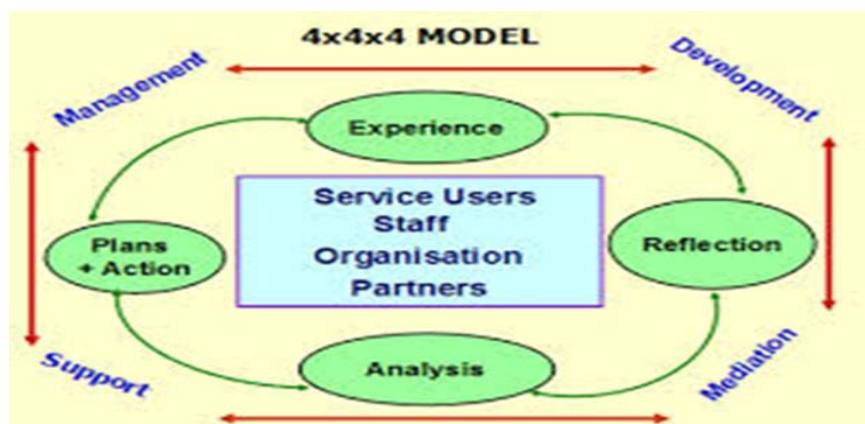 4x4x4 MODEL
Management
Development
Experience
Service Users
Staff
Organisation
Partners
Plans
+ Action
Reflection
Analysis
Support
Mediation